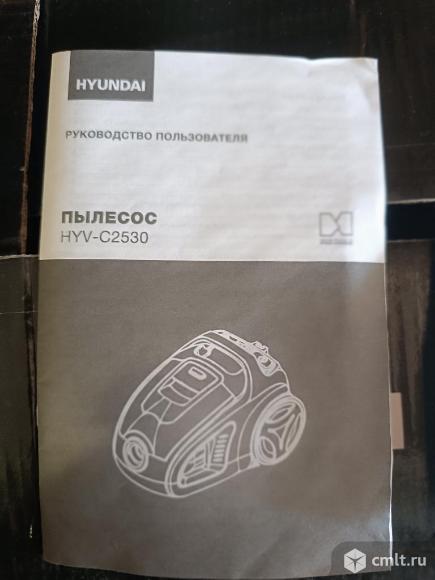 HYUNDAI
РУКОВОДСТВО ПОЛЬЗОВАТЕЛЯ
ПЫЛЕСОС
HYV-C2530
cmlt.ru